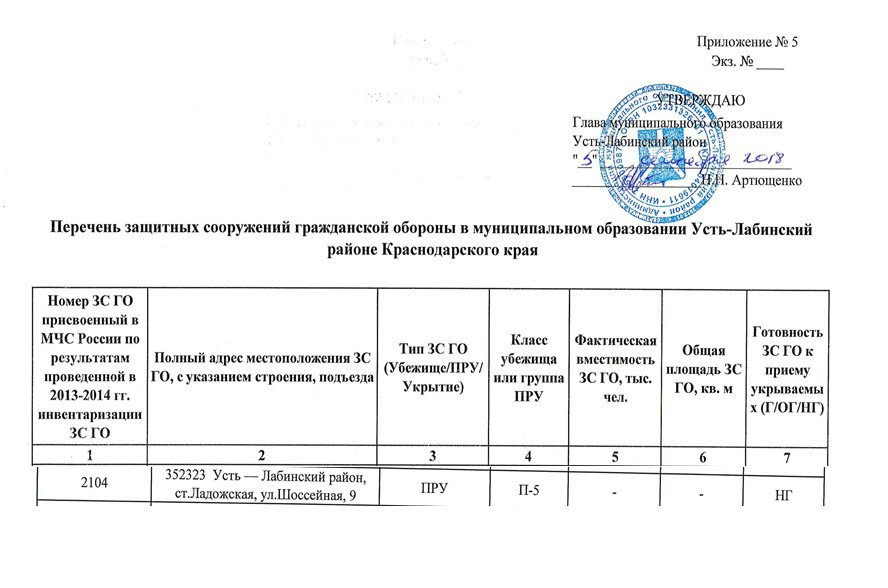 Приложение № 5
Экз. № ____
УТВЕРЖДАЮ
Глава муниципального образования
Усть-Лабинский район
" 5 " сентября 2018
Н.Н. Артющенко
Перечень защитных сооружений гражданской обороны в муниципальном образовании Усть-Лабинский
районе Краснодарского края
Номер ЗС ГО
присвоенный в
МЧС России по
результатам
проведенной в
2013-2014 гг.
инвентаризации
ЗС ГО
Полный адрес местоположения ЗС
ГО, с указанием строения, подъезда
Тип ЗС ГО
(Убежище/ПРУ/
Укрытие)
Класс
убежища
или группа
ПРУ
Фактическая
вместимость
ЗС ГО, тыс.
чел.
Общая
площадь ЗС
ГО, кв. м
Готовность
ЗС ГО к
приему
укрываемы
х (Г/ОГ/НГ)
1 2 3 4 5 6 7
2104
352323 Усть — Лабинский район,
ст.Ладожская, ул.Шоссейная, 9
ПРУ
П-5
-
-
НГ